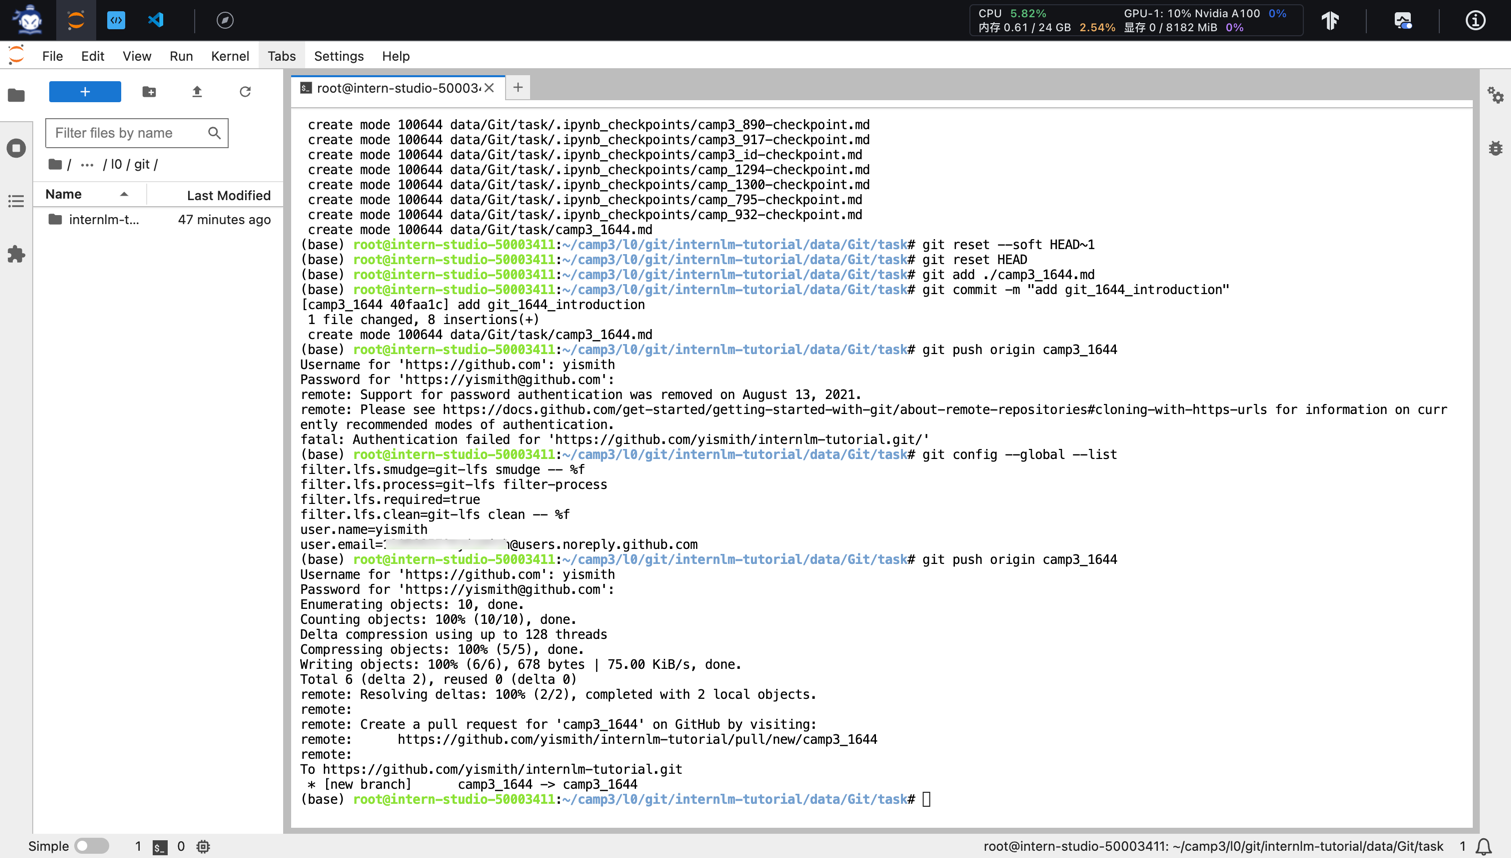 CPU 5.82% GPU-1: 10% Nvidia A100 0%
内存 0.61 / 24 GB 2.54% 显存 0 / 8182 MiB 0%
File Edit View Run Kernel Tabs Settings Help
root@intern-studio-50003
Filter files by name
/ ··· / l0 / git /
Name Last Modified
internlm-t... 47 minutes ago
create mode 100644 data/Git/task/.ipynb_checkpoints/camp3_890-checkpoint.md
create mode 100644 data/Git/task/.ipynb_checkpoints/camp3_917-checkpoint.md
create mode 100644 data/Git/task/.ipynb_checkpoints/camp3_id-checkpoint.md
create mode 100644 data/Git/task/.ipynb_checkpoints/camp_1294-checkpoint.md
create mode 100644 data/Git/task/.ipynb_checkpoints/camp_1300-checkpoint.md
create mode 100644 data/Git/task/.ipynb_checkpoints/camp_795-checkpoint.md
create mode 100644 data/Git/task/.ipynb_checkpoints/camp_932-checkpoint.md
create mode 100644 data/Git/task/camp3_1644.md
(base) root@intern-studio-50003411:~/camp3/l0/git/internlm-tutorial/data/Git/task# git reset --soft HEAD~1
(base) root@intern-studio-50003411:~/camp3/l0/git/internlm-tutorial/data/Git/task# git reset HEAD
(base) root@intern-studio-50003411:~/camp3/l0/git/internlm-tutorial/data/Git/task# git add ./camp3_1644.md
(base) root@intern-studio-50003411:~/camp3/l0/git/internlm-tutorial/data/Git/task# git commit -m "add git_1644_introduction"
[camp3_1644 40faa1c] add git_1644_introduction
1 file changed, 8 insertions(+)
create mode 100644 data/Git/task/camp3_1644.md
(base) root@intern-studio-50003411:~/camp3/l0/git/internlm-tutorial/data/Git/task# git push origin camp3_1644
Username for 'https://github.com': yismith
Password for 'https://yismith@github.com':
remote: Support for password authentication was removed on August 13, 2021.
remote: Please see https://docs.github.com/get-started/getting-started-with-git/about-remote-repositories#cloning-with-https-urls for information on curr
ently recommended modes of authentication.
fatal: Authentication failed for 'https://github.com/yismith/internlm-tutorial.git/'
(base) root@intern-studio-50003411:~/camp3/l0/git/internlm-tutorial/data/Git/task# git config --global --list
filter.lfs.smudge=git-lfs smudge -- %f
filter.lfs.process=git-lfs filter-process
filter.lfs.required=true
filter.lfs.clean=git-lfs clean -- %f
user.name=yismith
user.email= @users.noreply.github.com
(base) root@intern-studio-50003411:~/camp3/l0/git/internlm-tutorial/data/Git/task# git push origin camp3_1644
Username for 'https://github.com': yismith
Password for 'https://yismith@github.com':
Enumerating objects: 10, done.
Counting objects: 100% (10/10), done.
Delta compression using up to 128 threads
Compressing objects: 100% (5/5), done.
Writing objects: 100% (6/6), 678 bytes | 75.00 KiB/s, done.
Total 6 (delta 2), reused 0 (delta 0)
remote: Resolving deltas: 100% (2/2), completed with 2 local objects.
remote:
remote: Create a pull request for 'camp3_1644' on GitHub by visiting:
remote: https://github.com/yismith/internlm-tutorial/pull/new/camp3_1644
remote:
To https://github.com/yismith/internlm-tutorial.git
* [new branch] camp3_1644 -> camp3_1644
(base) root@intern-studio-50003411:~/camp3/l0/git/internlm-tutorial/data/Git/task#
Simple 1 0 root@intern-studio-50003411: ~/camp3/l0/git/internlm-tutorial/data/Git/task 1